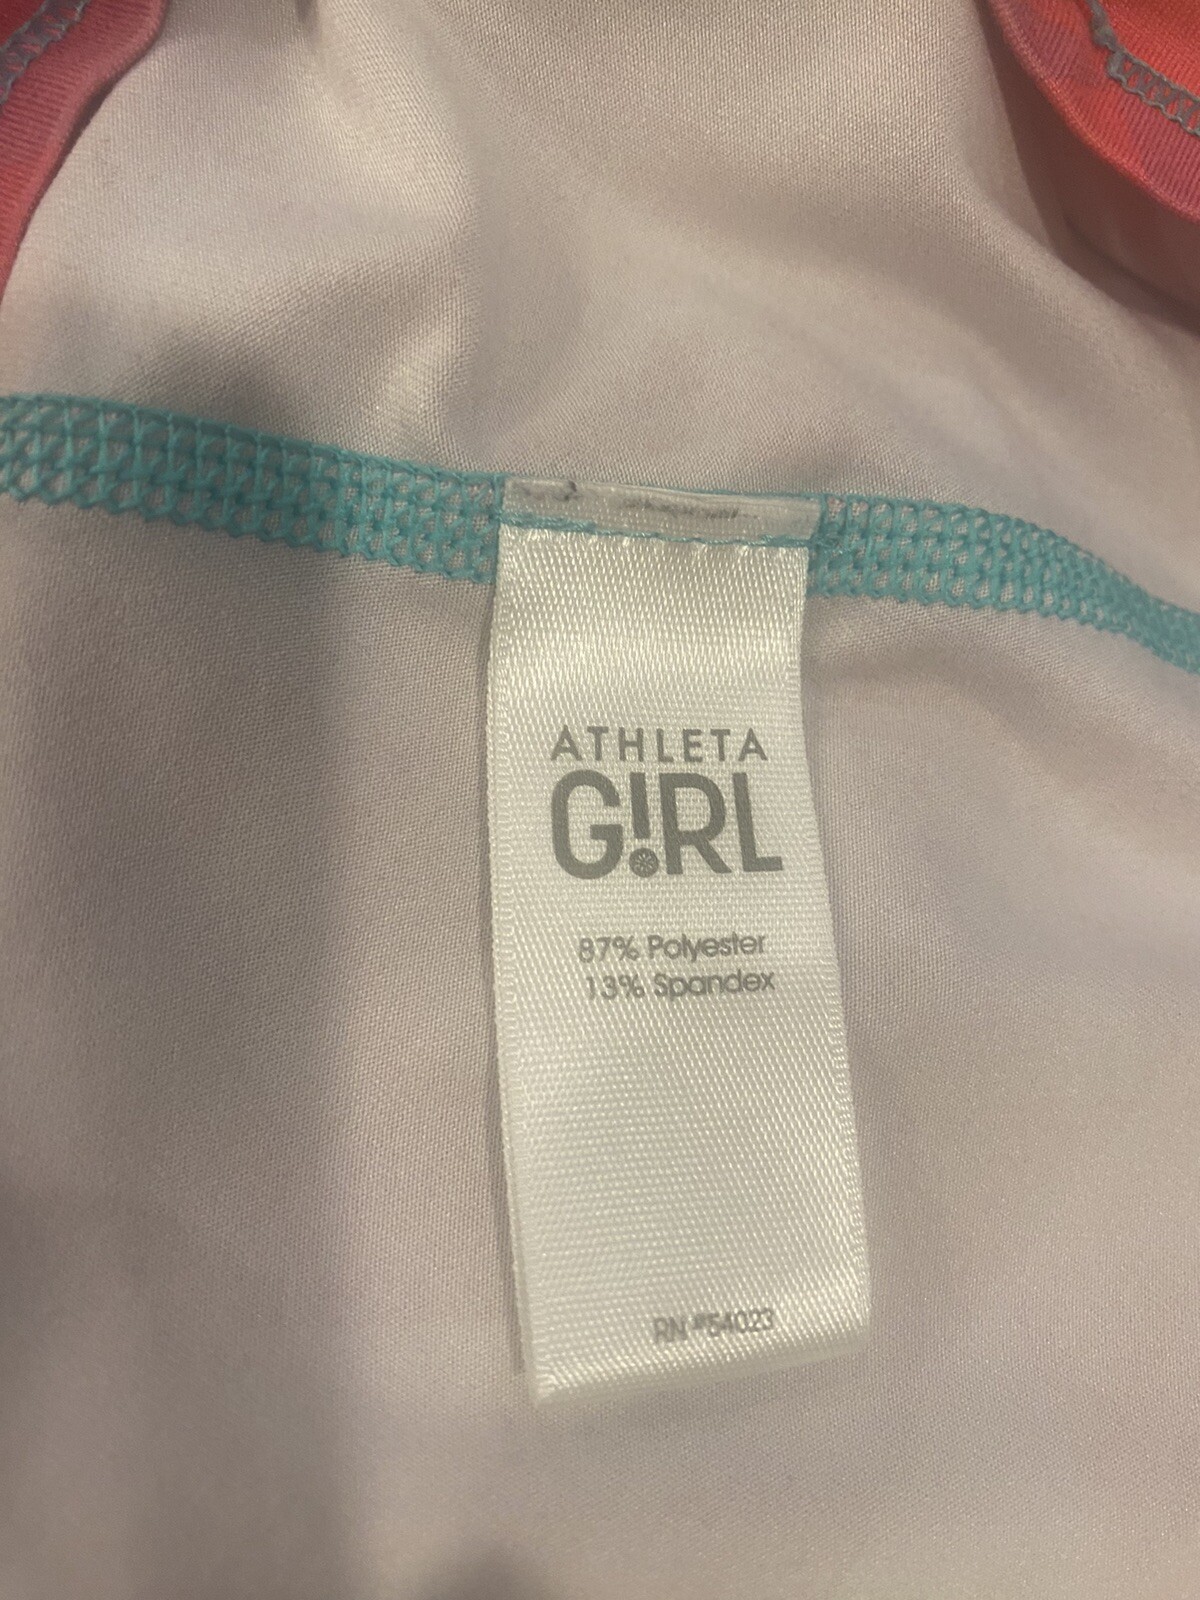 ATHLETA
G!RL
87% Polyester
13% Spandex
RN #54023